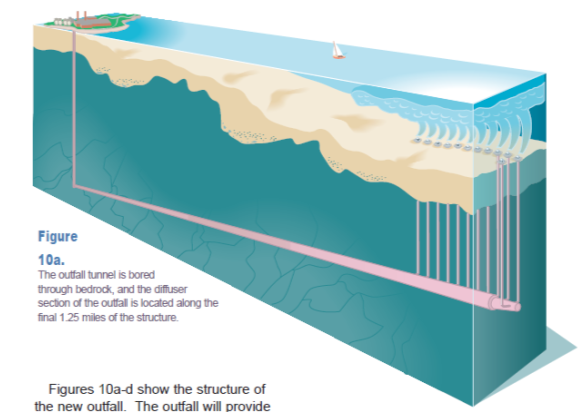 Figure
10a.
The outfall tunnel is bored
through bedrock, and the diffuser
section of the outfall is located along the
final 1.25 miles of the structure.
Figures 10a-d show the structure of
the new outfall. The outfall will provide